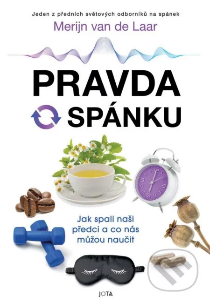 Jeden z předních světových odborníků na spánek
Merijn van de Laar
PRAVDA
O SPÁNKU
Jak spali naši
předci a co nás
můžou naučit
JOTA
Martinus